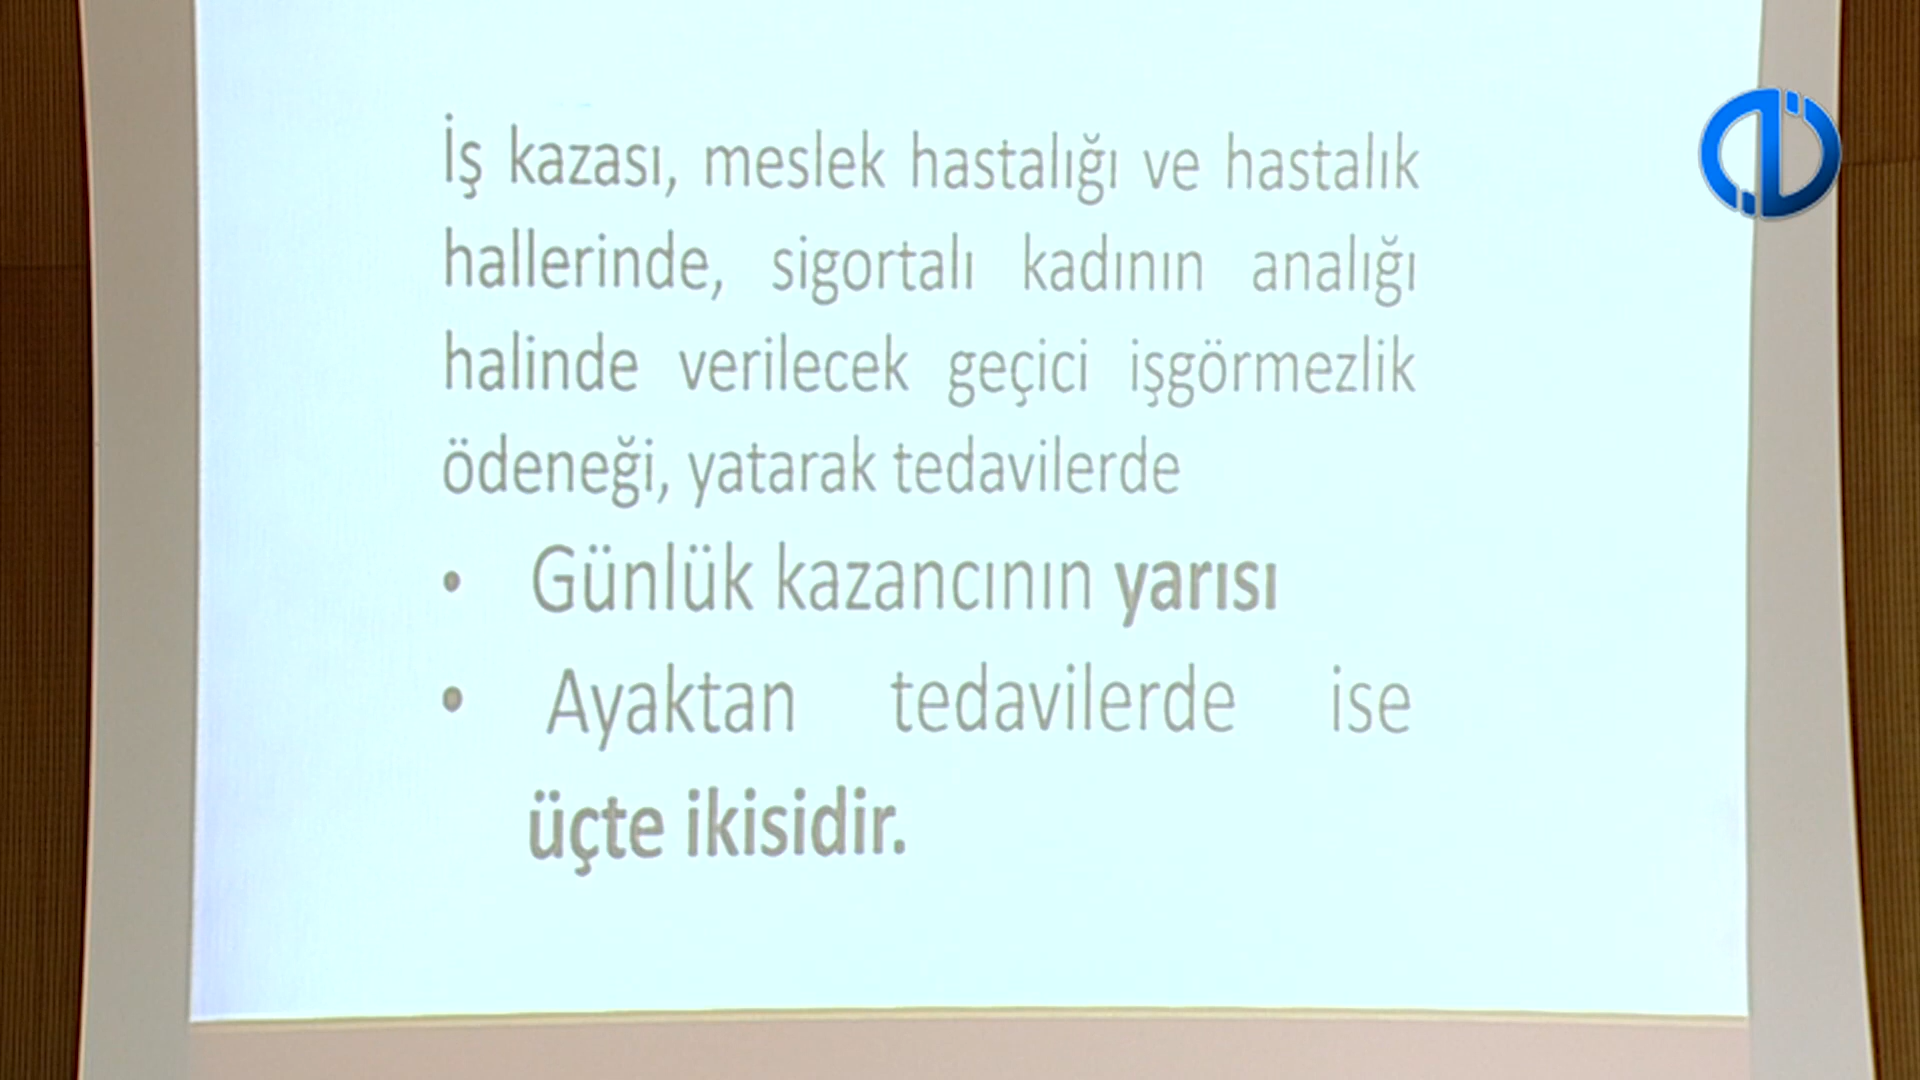 İş kazası, meslek hastalığı ve hastalık
hallerinde, sigortalı kadının analığı
halinde verilecek geçici işgörmezlik
ödeneği, yatarak tedavilerde
• Günlük kazancının yarısı
• Ayaktan tedavilerde ise
üçte ikisidir.